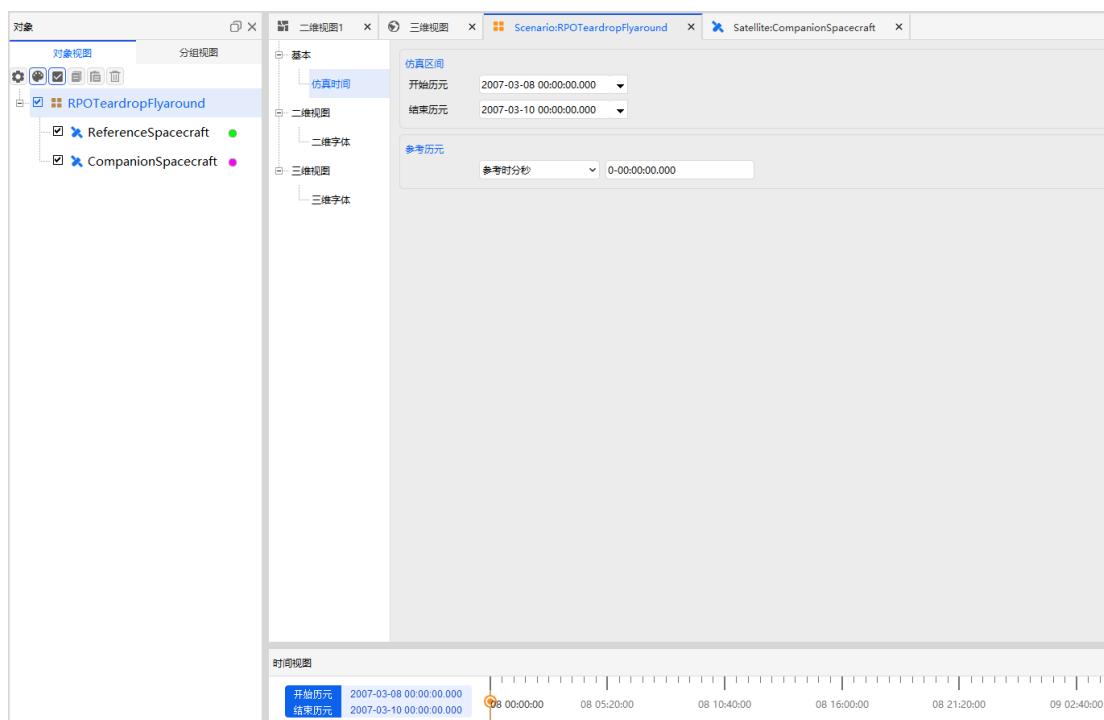 对象
对象视图 分组视图
RPOTeardropFlyaround
ReferenceSpacecraft
CompanionSpacecraft
二维视图1 三维视图 Scenario:RPOTeardropFlyaround Satellite:CompanionSpacecraft
基本
仿真时间
二维视图
二维字体
三维视图
三维字体
仿真区间
开始历元 2007-03-08 00:00:00.000
结束历元 2007-03-10 00:00:00.000
参考历元
参考时分秒 0-00:00:00.000
时间视图
开始历元 2007-03-08 00:00:00.000
结束历元 2007-03-10 00:00:00.000
08 00:00:00 08 05:20:00 08 10:40:00 08 16:00:00 08 21:20:00 09 02:40:00